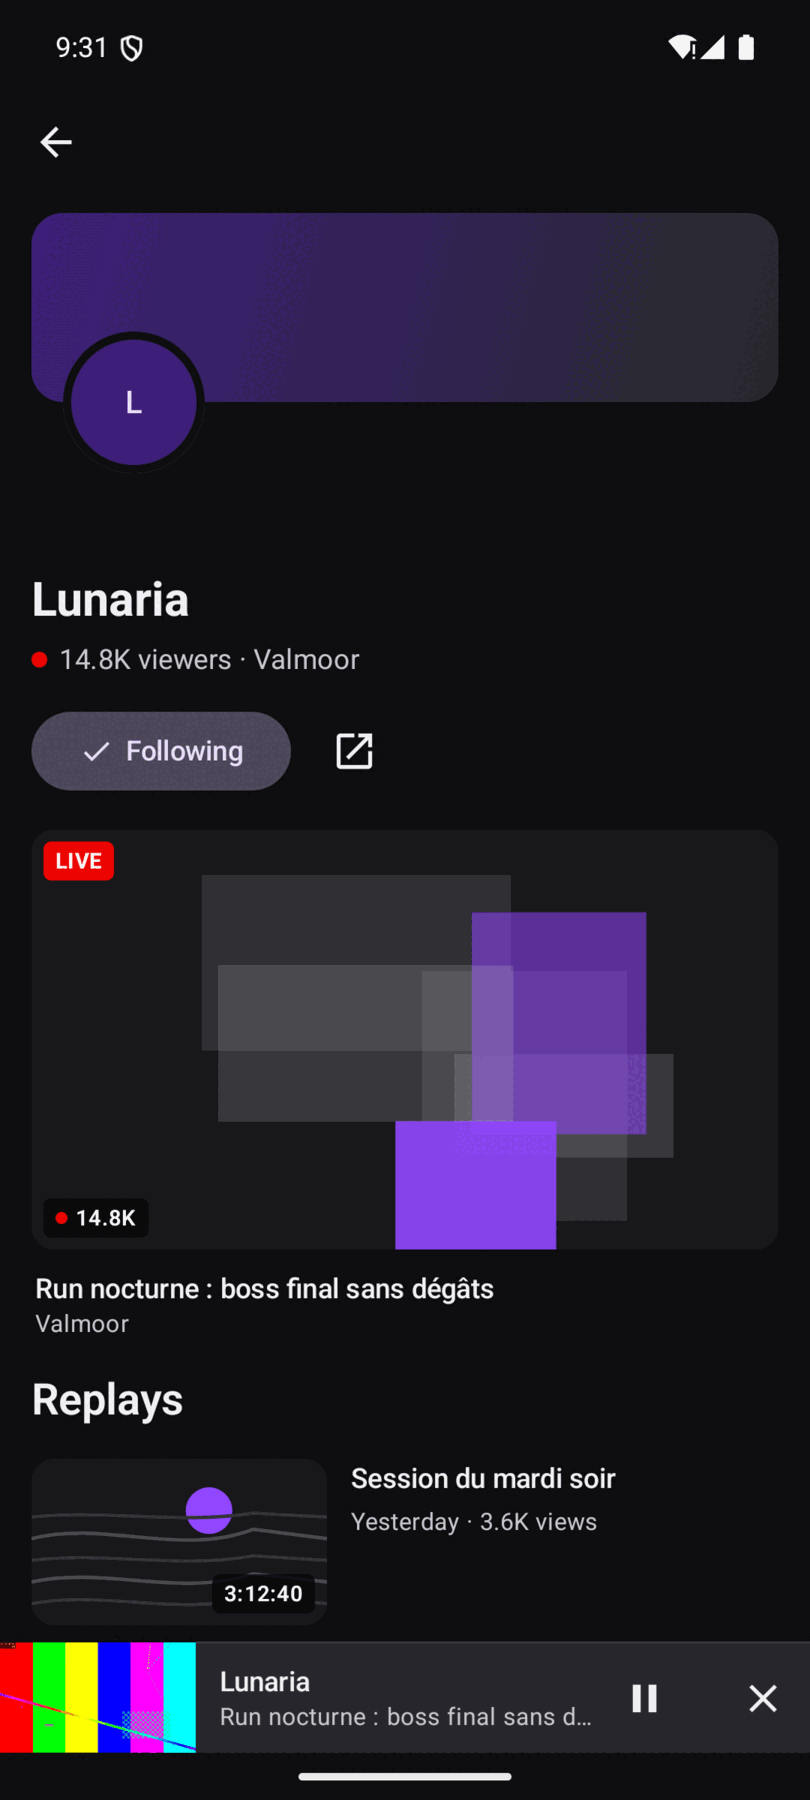 9:31
L
Lunaria
14.8K viewers · Valmoor
Following
LIVE
14.8K
Run nocturne : boss final sans dégâts
Valmoor
Replays
Session du mardi soir
Yesterday · 3.6K views
3:12:40
Lunaria
Run nocturne : boss final sans d…